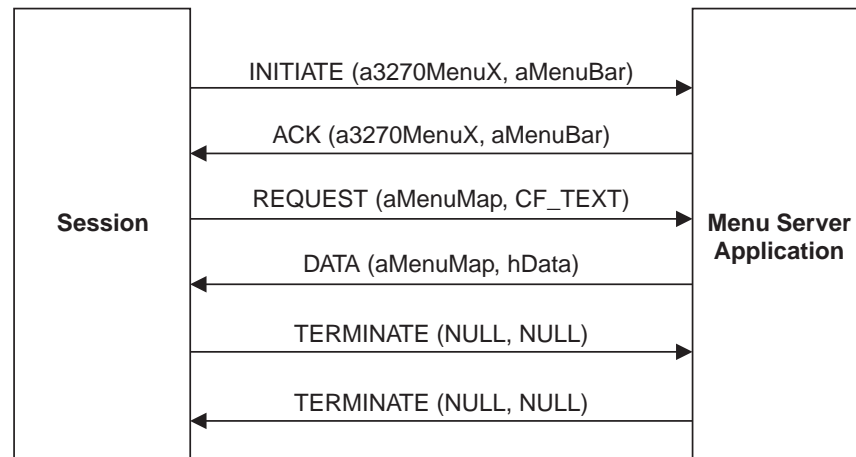 INITIATE (a3270MenuX, aMenuBar)
ACK (a3270MenuX, aMenuBar)
REQUEST (aMenuMap, CF_TEXT)
Session
Menu Server
Application
DATA (aMenuMap, hData)
TERMINATE (NULL, NULL)
TERMINATE (NULL, NULL)